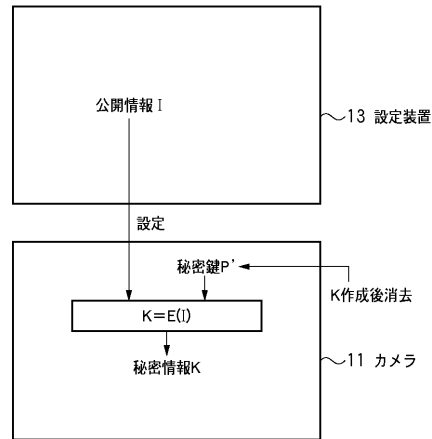 公開情報I
13 設定装置
設定
秘密鍵P'
K作成後消去
K=E(I)
秘密情報K
11 カメラ